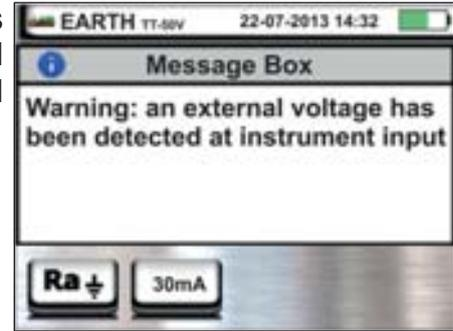 EARTH TT-50V 22-07-2013 14:32
Message Box
Warning: an external voltage has
been detected at instrument input
Ra 30mA